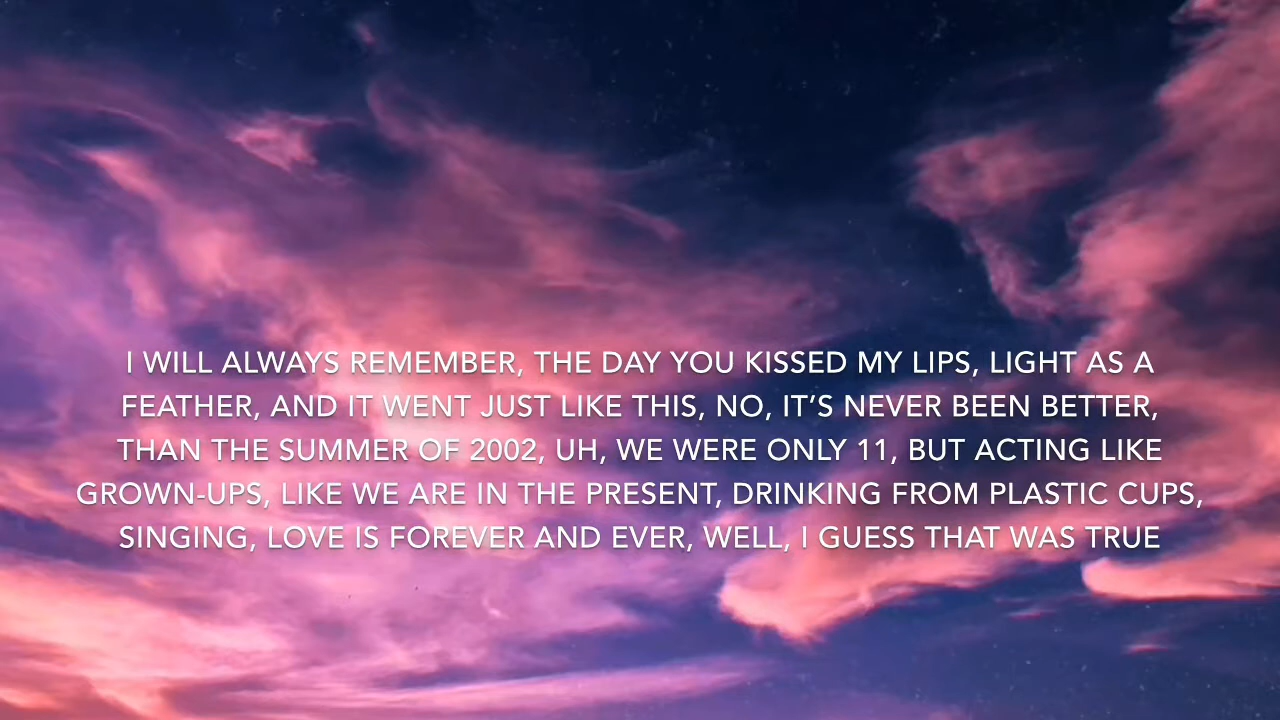 I WILL ALWAYS REMEMBER, THE DAY YOU KISSED MY LIPS, LIGHT AS A
FEATHER, AND IT WENT JUST LIKE THIS, NO, IT’S NEVER BEEN BETTER,
THAN THE SUMMER OF 2002, UH, WE WERE ONLY 11, BUT ACTING LIKE
GROWN-UPS, LIKE WE ARE IN THE PRESENT, DRINKING FROM PLASTIC CUPS,
SINGING, LOVE IS FOREVER AND EVER, WELL, I GUESS THAT WAS TRUE